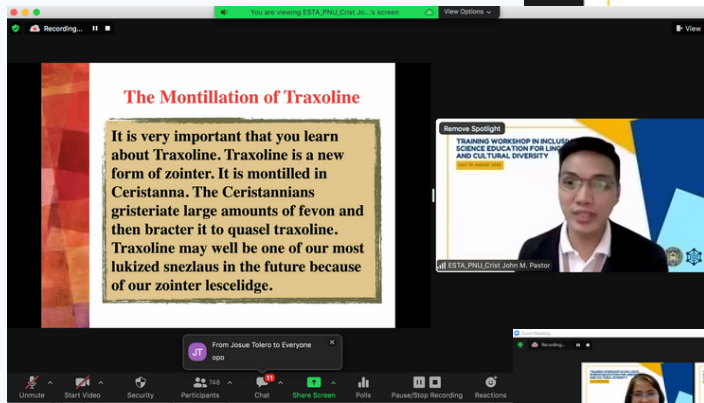 You are viewing ESTA_PNU_Crist Jo...'s screen
View Options
Recording...
View
The Montillation of Traxoline
It is very important that you learn
about Traxoline. Traxoline is a new
form of zointer. It is montilled in
Ceristanna. The Ceristannians
gristeriate large amounts of fevon and
then bracter it to quasel traxoline.
Traxoline may well be one of our most
lukized snezlaus in the future because
of our zointer lescelidge.
Remove Spotlight
TRAINING WORKSHOP IN INCLUS
SCIENCE EDUCATION FOR LING
AND CULTURAL DIVERSITY
ESTA_PNU_Crist John M. Pastor
JT
From Josue Tolero to Everyone
opo
Unmute
Start Video
Security
748
Participants
11
Chat
Share Screen
Polls
Pause/Stop Recording
Reactions
Zoom Meeting
Recording...